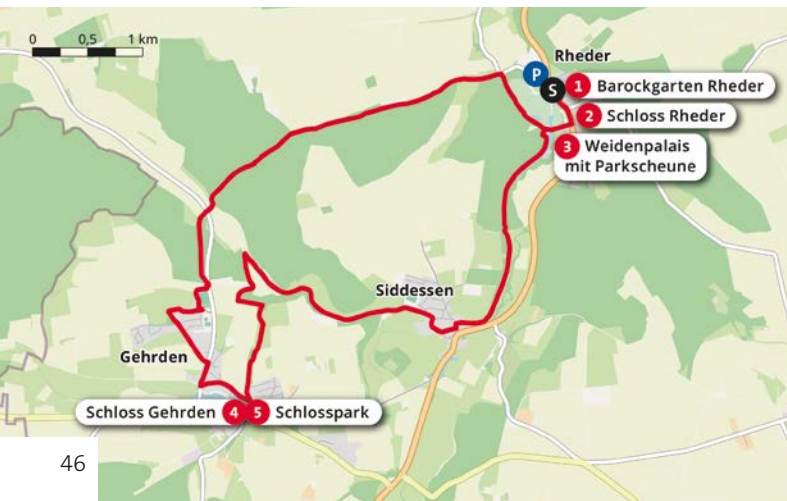 0 0,5 1 km
Rheder
P
S
1 Barockgarten Rheder
2 Schloss Rheder
3 Weidenpalais
mit Parkscheune
Siddessen
Gehrden
Schloss Gehrden 4 5 Schlosspark
46